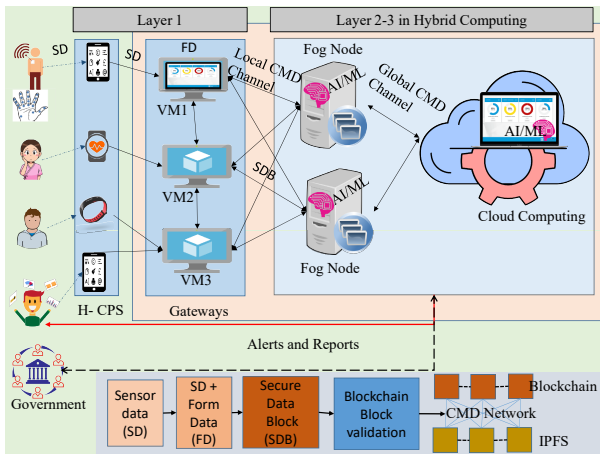 Layer 1
Layer 2-3 in Hybrid Computing
SD
SD
FD
Local CMD
Channel
Fog Node
AI/ML
Global CMD
Channel
AI/ML
VM1
SDB
VM2
AI/ML
Cloud Computing
VM3
Fog Node
H- CPS
Gateways
Alerts and Reports
Government
Sensor
data
(SD)
SD +
Form
Data
(FD)
Secure
Data
Block
(SDB)
Blockchain
Block
validation
Blockchain
CMD Network
IPFS